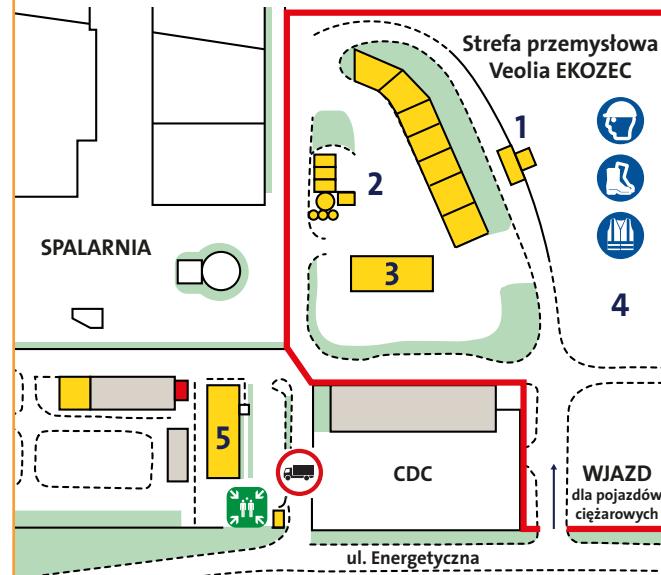 Strefa przemysłowa
Veolia EKOZEC
1
2
SPALARNIA
3
4
5
CDC
WJAZD
dla pojazdów
ciężarowych
ul. Energetyczna